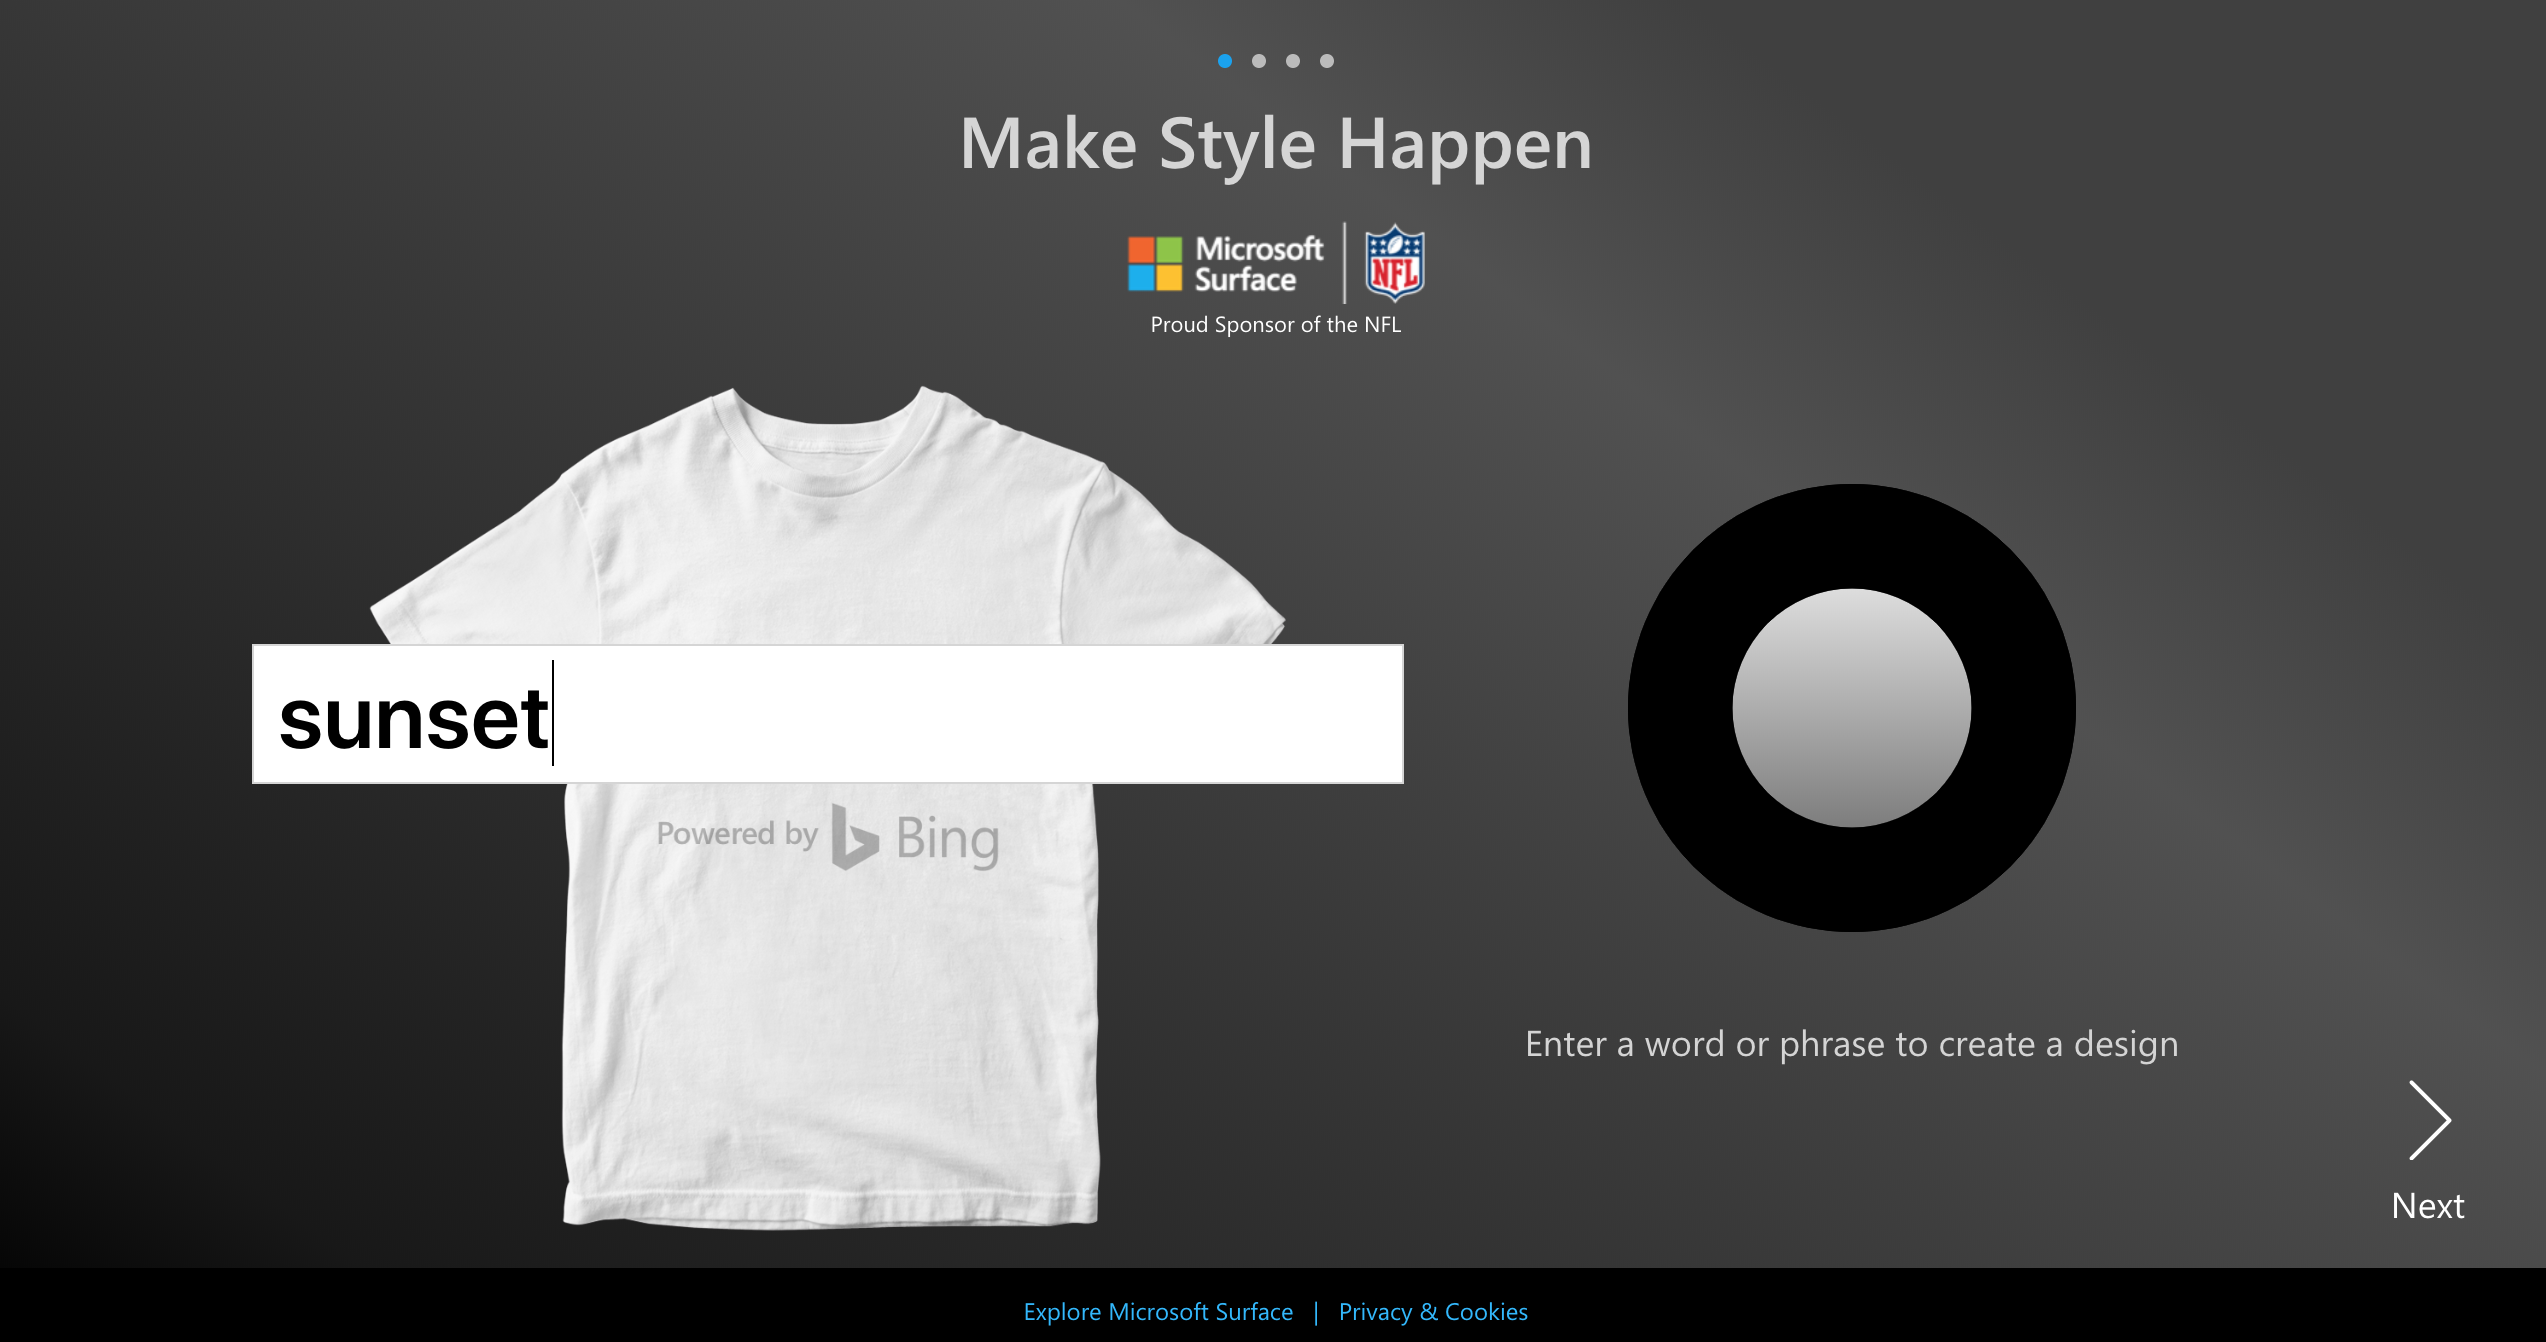 Make Style Happen
Microsoft
Surface
NFL
Proud Sponsor of the NFL
sunset
Powered by Bing
Enter a word or phrase to create a design
Next
Explore Microsoft Surface | Privacy & Cookies